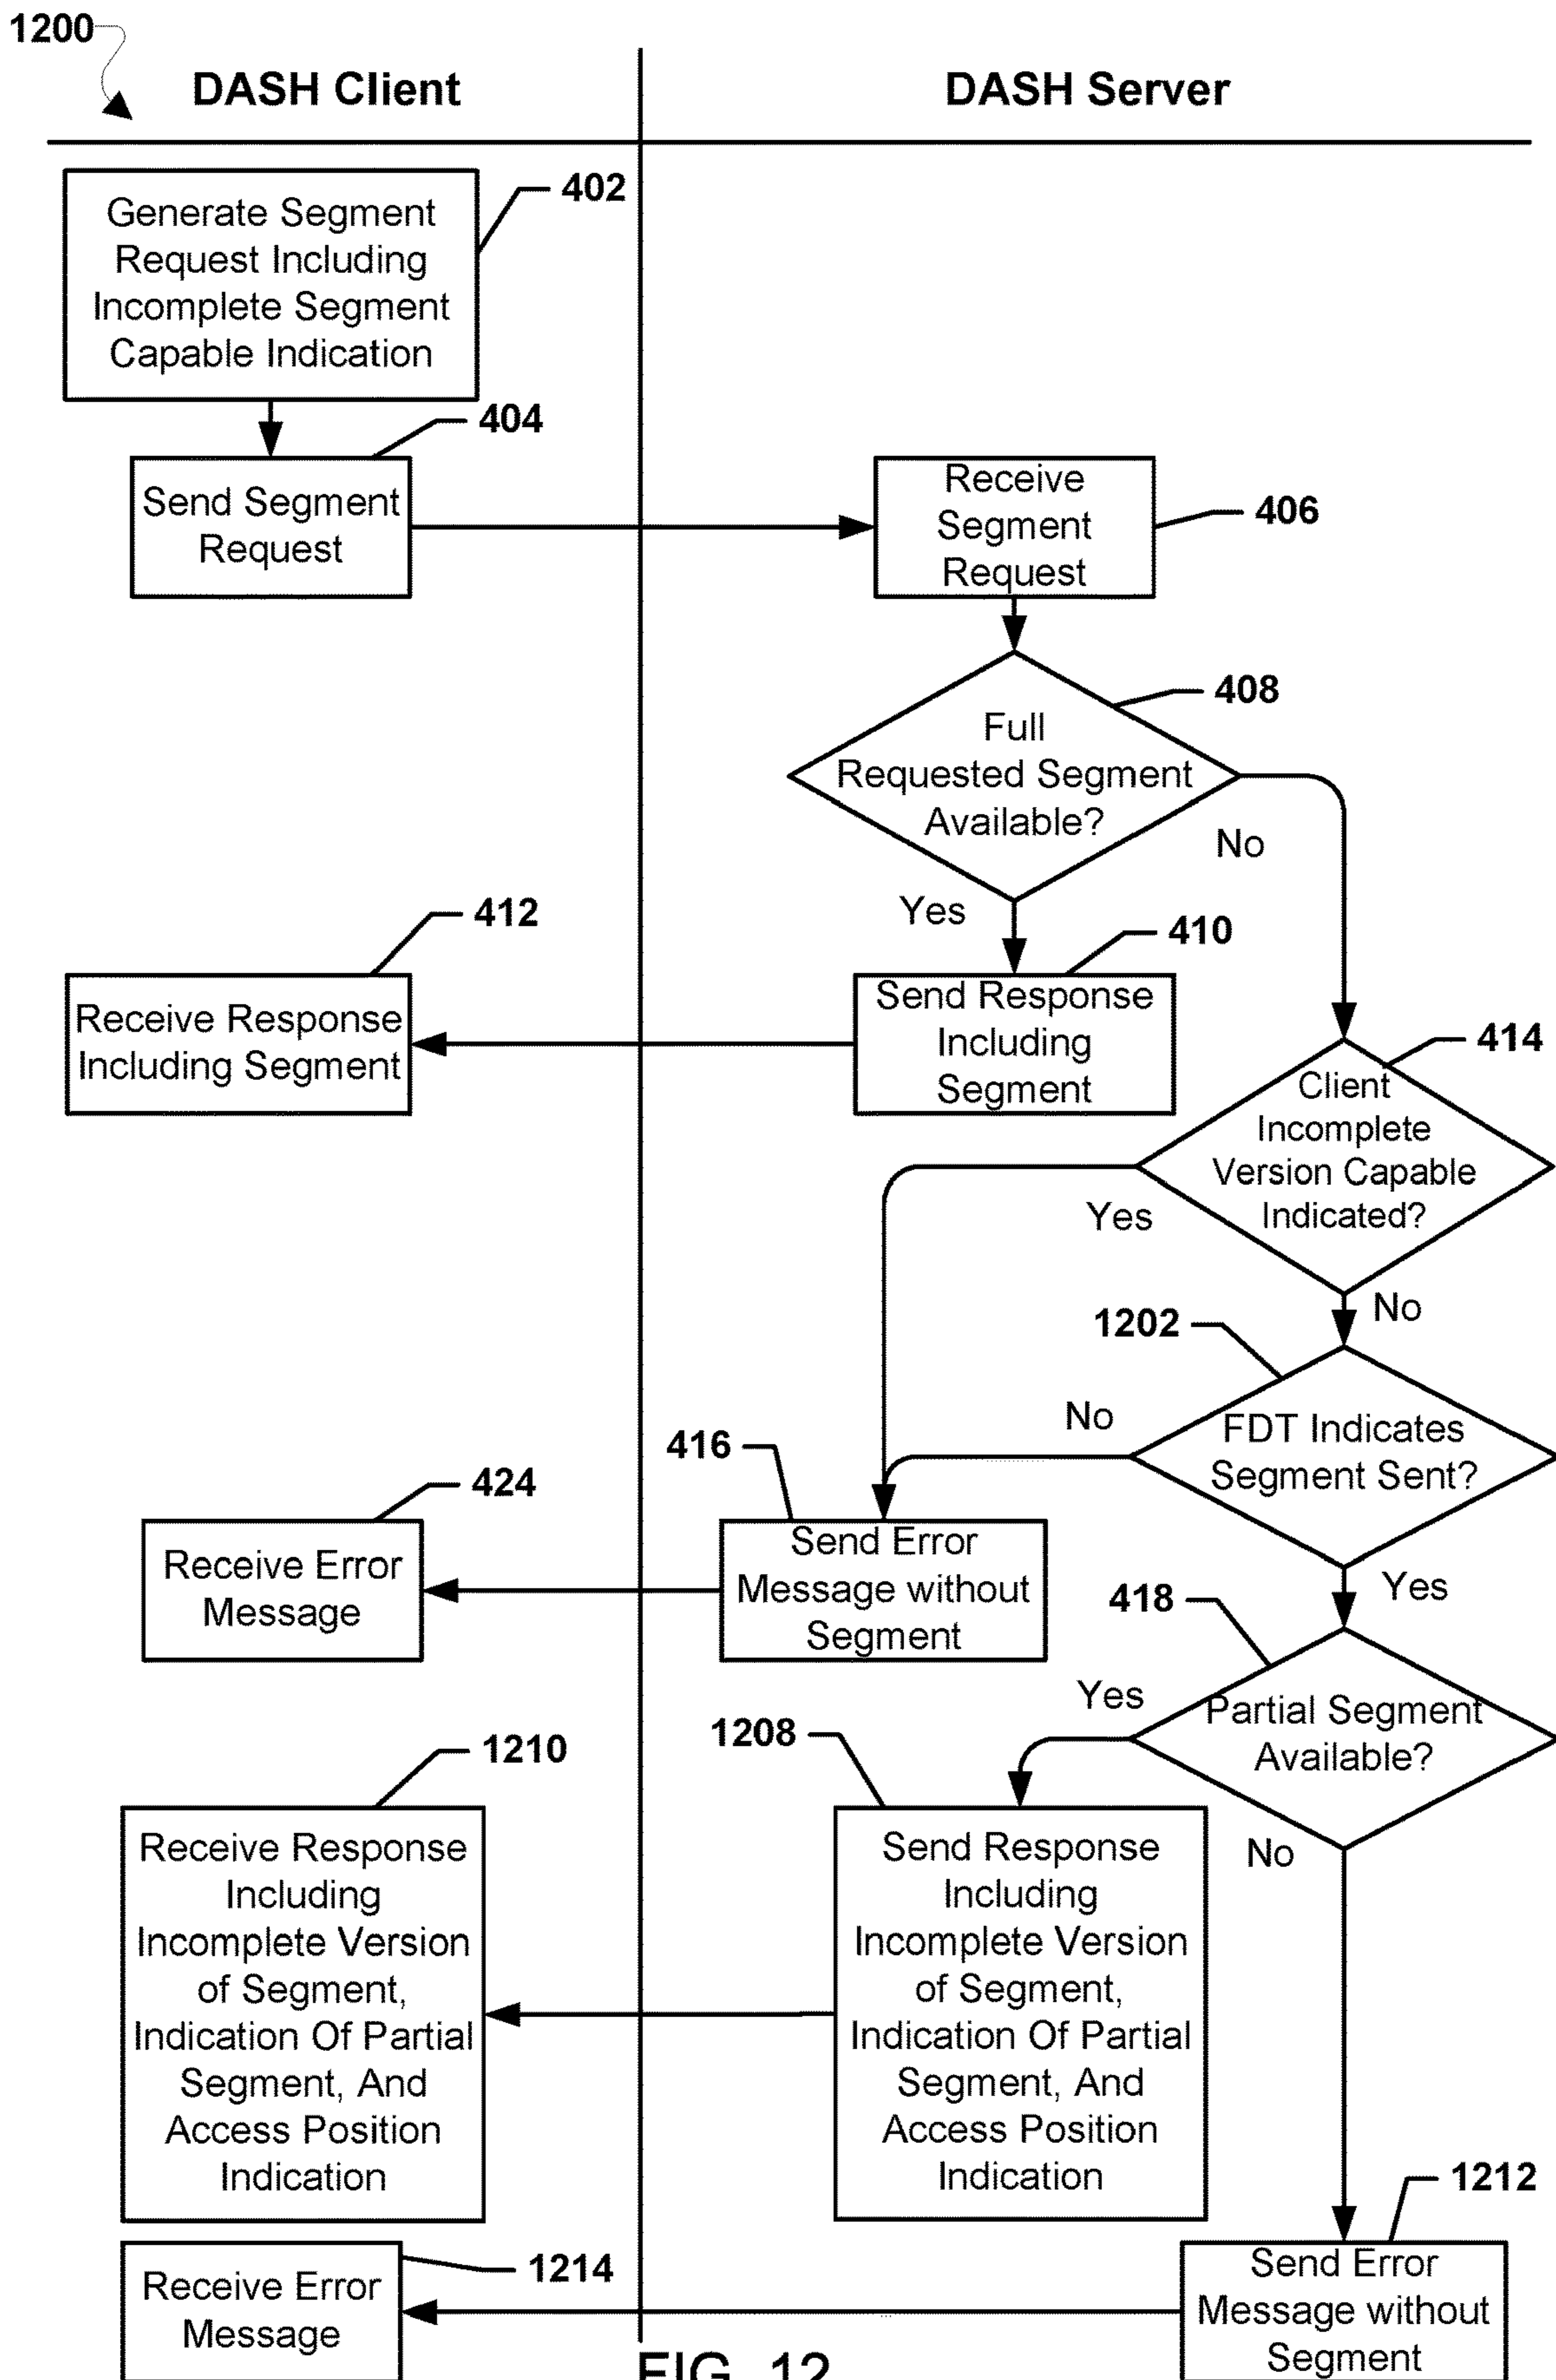 1200
DASH Client
DASH Server
Generate Segment
Request Including
Incomplete Segment
Capable Indication
402
404
Send Segment
Request
Receive
Segment
Request
406
408
Full
Requested Segment
Available?
No
Yes
412
410
Receive Response
Including Segment
Send Response
Including
Segment
414
Client
Incomplete
Version Capable
Indicated?
Yes
No
1202
No
FDT Indicates
Segment Sent?
416
424
Receive Error
Message
Send Error
Message without
Segment
Yes
418
Yes
Partial Segment
Available?
No
1208
1210
Receive Response
Including
Incomplete Version
of Segment,
Indication Of Partial
Segment, And
Access Position
Indication
Send Response
Including
Incomplete Version
of Segment,
Indication Of Partial
Segment, And
Access Position
Indication
1212
1214
Receive Error
Message
Send Error
Message without
Segment
FIG. 12